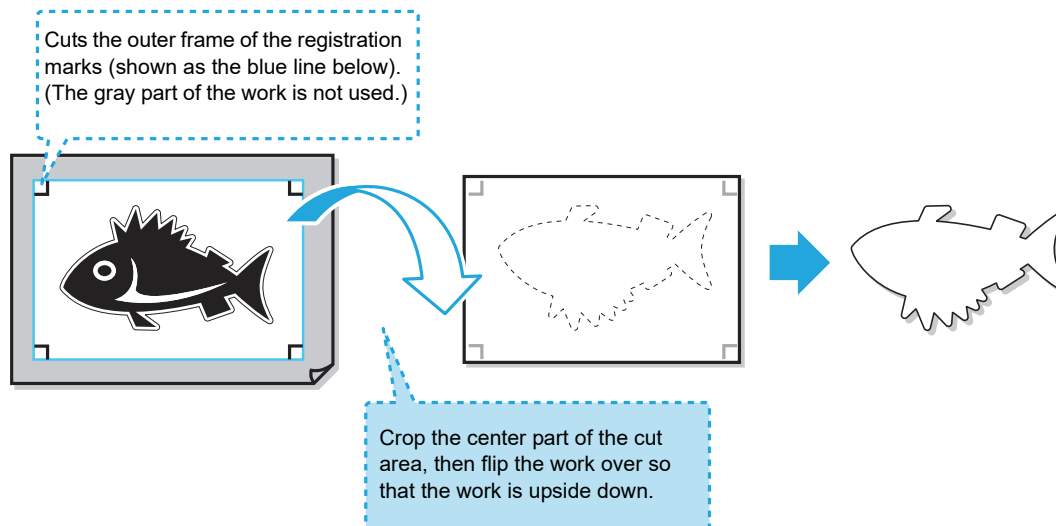 Cuts the outer frame of the registration
marks (shown as the blue line below).
(The gray part of the work is not used.)
Crop the center part of the cut
area, then flip the work over so
that the work is upside down.